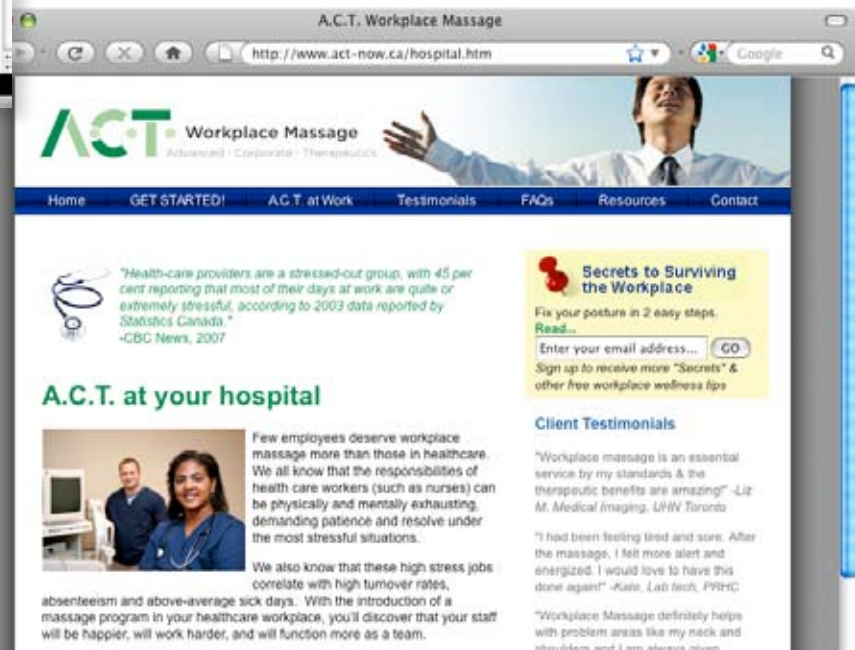 A.C.T. Workplace Massage
http://www.act-now.ca/hospital.htm
Google
A·C·T· Workplace Massage
Advanced · Corporate · Therapeutics
Home GET STARTED! A.C.T. at Work Testimonials FAQs Resources Contact
"Health-care providers are a stressed-out group, with 45 per
cent reporting that most of their days at work are quite or
extremely stressful, according to 2003 data reported by
Statistics Canada."
-CBC News, 2007
A.C.T. at your hospital
Few employees deserve workplace
massage more than those in healthcare.
We all know that the responsibilities of
health care workers (such as nurses) can
be physically and mentally exhausting,
demanding patience and resolve under
the most stressful situations.
We also know that these high stress jobs
correlate with high turnover rates,
absenteeism and above-average sick days. With the introduction of a
massage program in your healthcare workplace, you'll discover that your staff
will be happier, will work harder, and will function more as a team.
Secrets to Surviving
the Workplace
Fix your posture in 2 easy steps.
Read...
Enter your email address... GO
Sign up to receive more "Secrets" &
other free workplace wellness tips
Client Testimonials
"Workplace massage is an essential
service by my standards & the
therapeutic benefits are amazing!" -Liz
M. Medical Imaging, UHN Toronto
"I had been feeling tired and sore. After
the massage, I felt more alert and
energized. I would love to have this
done again!" -Kate, Lab tech, PRHC
"Workplace Massage definitely helps
with problem areas like my neck and
shoulders and I am always given